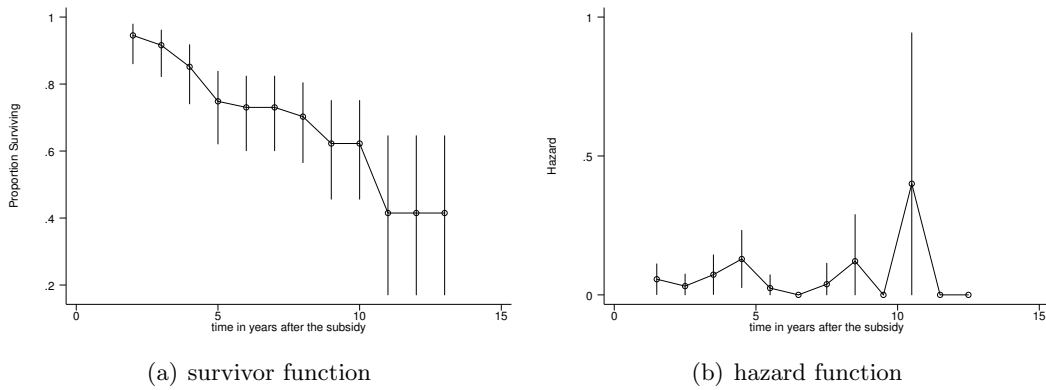 1
.8
.6
.4
.2
Proportion Surviving
0 5 10 15
time in years after the subsidy
(a) survivor function
1
.5
0
Hazard
0 5 10 15
time in years after the subsidy
(b) hazard function